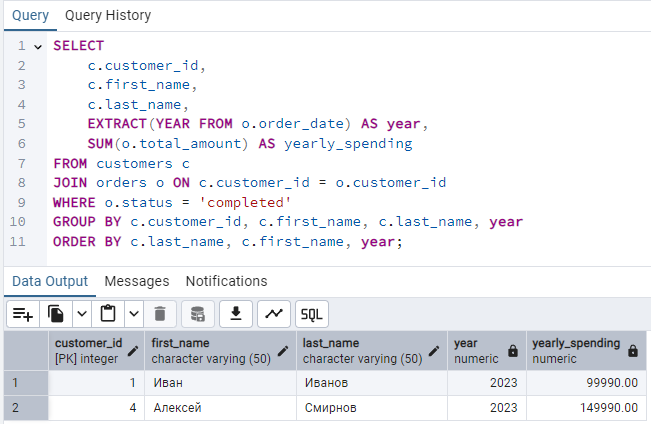 Query Query History
1 SELECT
2 c.customer_id,
3 c.first_name,
4 c.last_name,
5 EXTRACT(YEAR FROM o.order_date) AS year,
6 SUM(o.total_amount) AS yearly_spending
7 FROM customers c
8 JOIN orders o ON c.customer_id = o.customer_id
9 WHERE o.status = 'completed'
10 GROUP BY c.customer_id, c.first_name, c.last_name, year
11 ORDER BY c.last_name, c.first_name, year;
Data Output Messages Notifications
SQL
customer_id first_name last_name year yearly_spending
[PK] integer character varying (50) character varying (50) numeric numeric
1 1 Иван Иванов 2023 99990.00
2 4 Алексей Смирнов 2023 149990.00